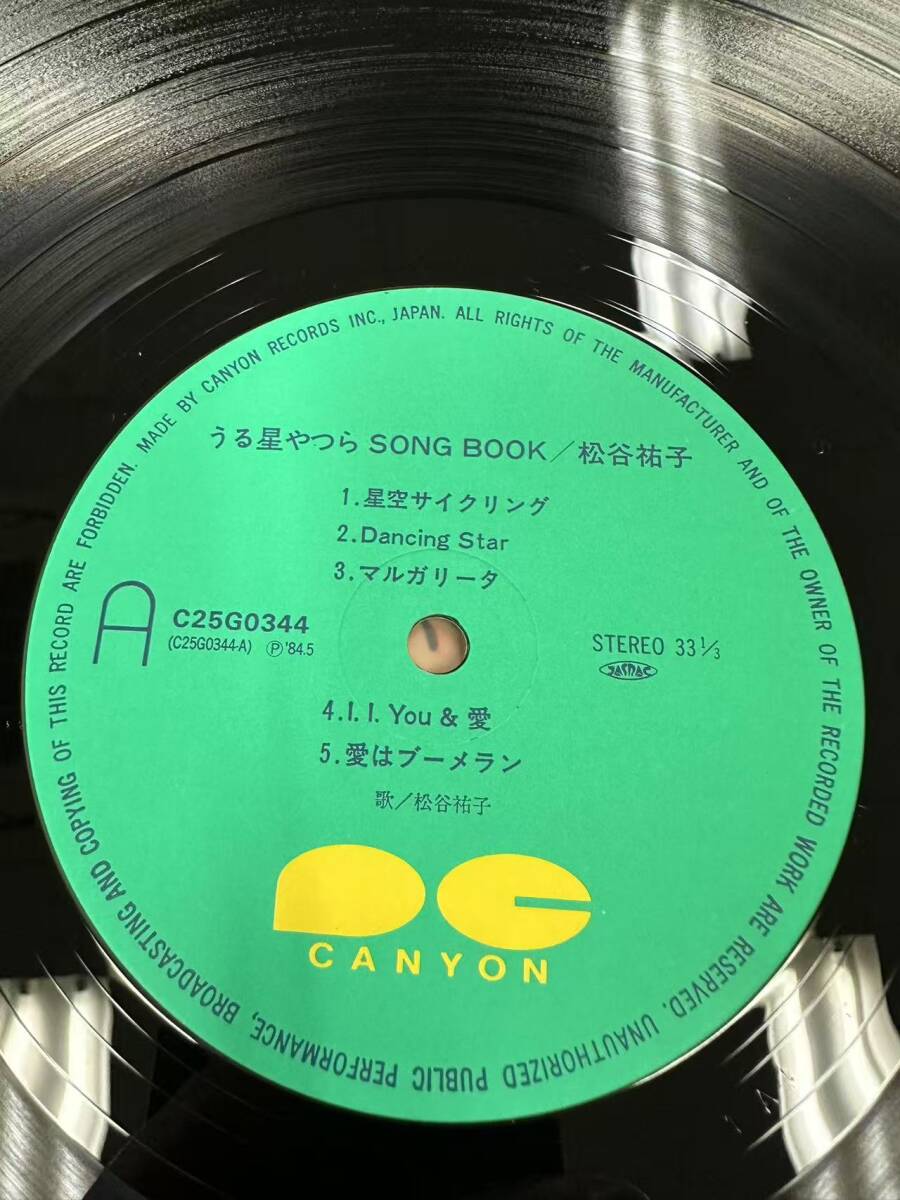 MADE BY CANYON RECORDS INC., JAPAN. ALL RIGHTS OF THE MANUFACTURER AND OF THE OWNER OF THE RECORDED WORK ARE RESERVED. UNAUTHORIZED PUBLIC PERFORMANCE, BROADCASTING AND COPYING OF THIS RECORD ARE FORBIDDEN.
うる星やつら SONG BOOK/松谷祐子
1.星空サイクリング
2.Dancing Star
3.マルガリータ
A
C25G0344
(C25G0344-A) Ⓟ'84.5
STEREO 33 1/3
JASRAC
4.I. I. You & 愛
5.愛はブーメラン
歌/松谷祐子
CANYON